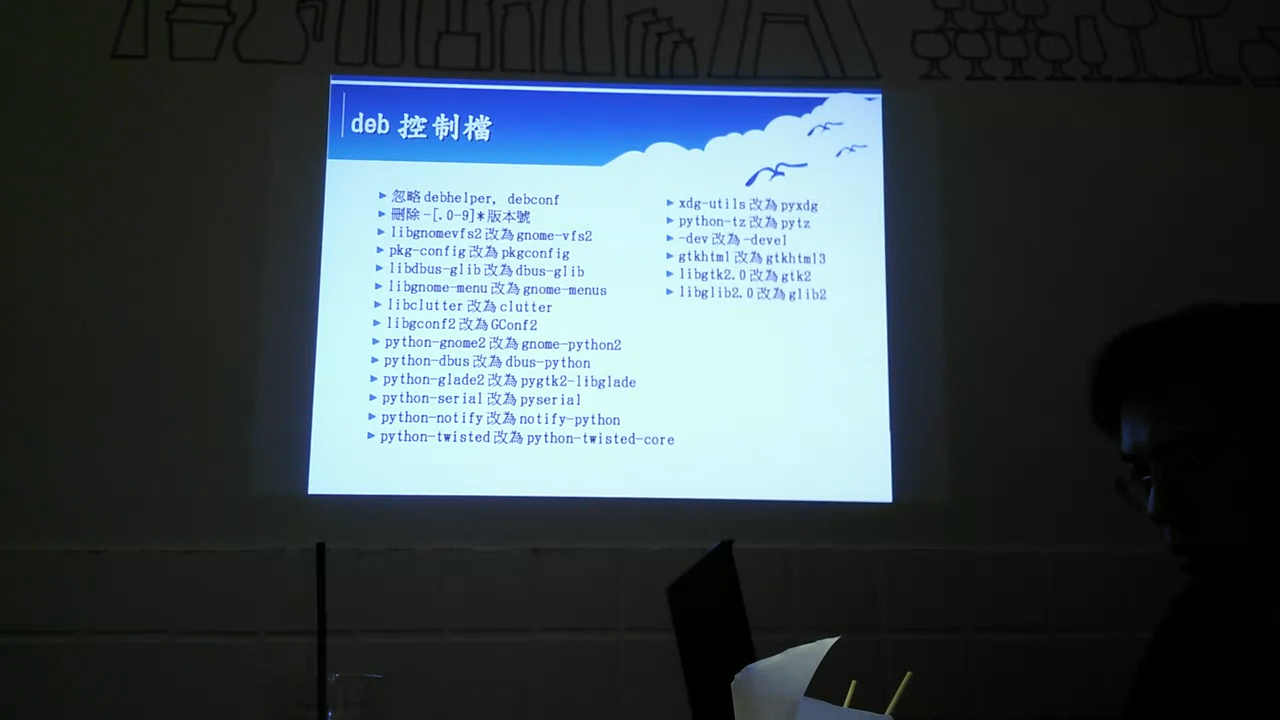 deb 控制檔
忽略 debhelper, debconf
刪除 -[.0-9]* 版本號
libgnomevfs2 改為 gnome-vfs2
pkg-config 改為 pkgconfig
libdbus-glib 改為 dbus-glib
libgnome-menu 改為 gnome-menus
libclutter 改為 clutter
libgconf2 改為 GConf2
python-gnome2 改為 gnome-python2
python-dbus 改為 dbus-python
python-glade2 改為 pygtk2-libglade
python-serial 改為 pyserial
python-notify 改為 notify-python
python-twisted 改為 python-twisted-core
xdg-utils 改為 pyxdg
python-tz 改為 pytz
-dev 改為 -devel
gtkhtml 改為 gtkhtml3
libgtk2.0 改為 gtk2
libglib2.0 改為 glib2